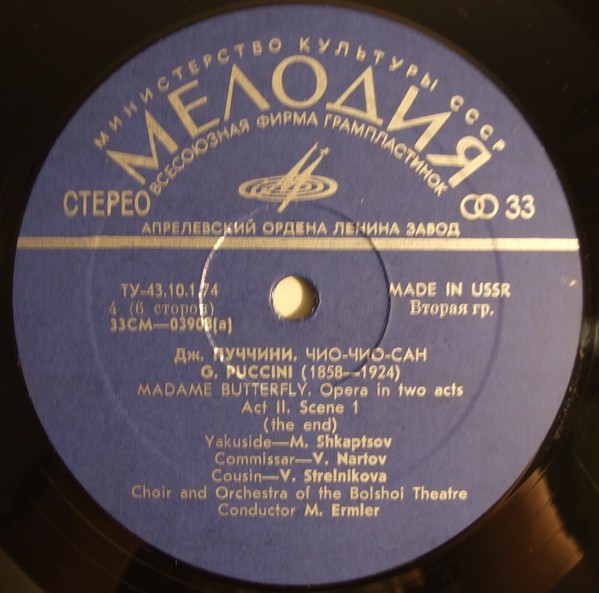 МИНИСТЕРСТВО КУЛЬТУРЫ СССР
МЕЛОДИЯ
ВСЕСОЮЗНАЯ ФИРМА ГРАМПЛАСТИНОК
СТЕРЕО 33
АПРЕЛЕВСКИЙ ОРДЕНА ЛЕНИНА ЗАВОД
ТУ-43.10.1.74 MADE IN USSR
4 (6 сторон) Вторая гр.
33СМ—03908(а)
Дж. ПУЧЧИНИ. ЧИО-ЧИО-САН
G. PUCCINI (1858—1924)
MADAME BUTTERFLY. Opera in two acts
Act II. Scene 1
(the end)
Yakuside—M. Shkaptsov
Commissar—V. Nartov
Cousin—V. Strelnikova
Choir and Orchestra of the Bolshoi Theatre
Conductor M. Ermler